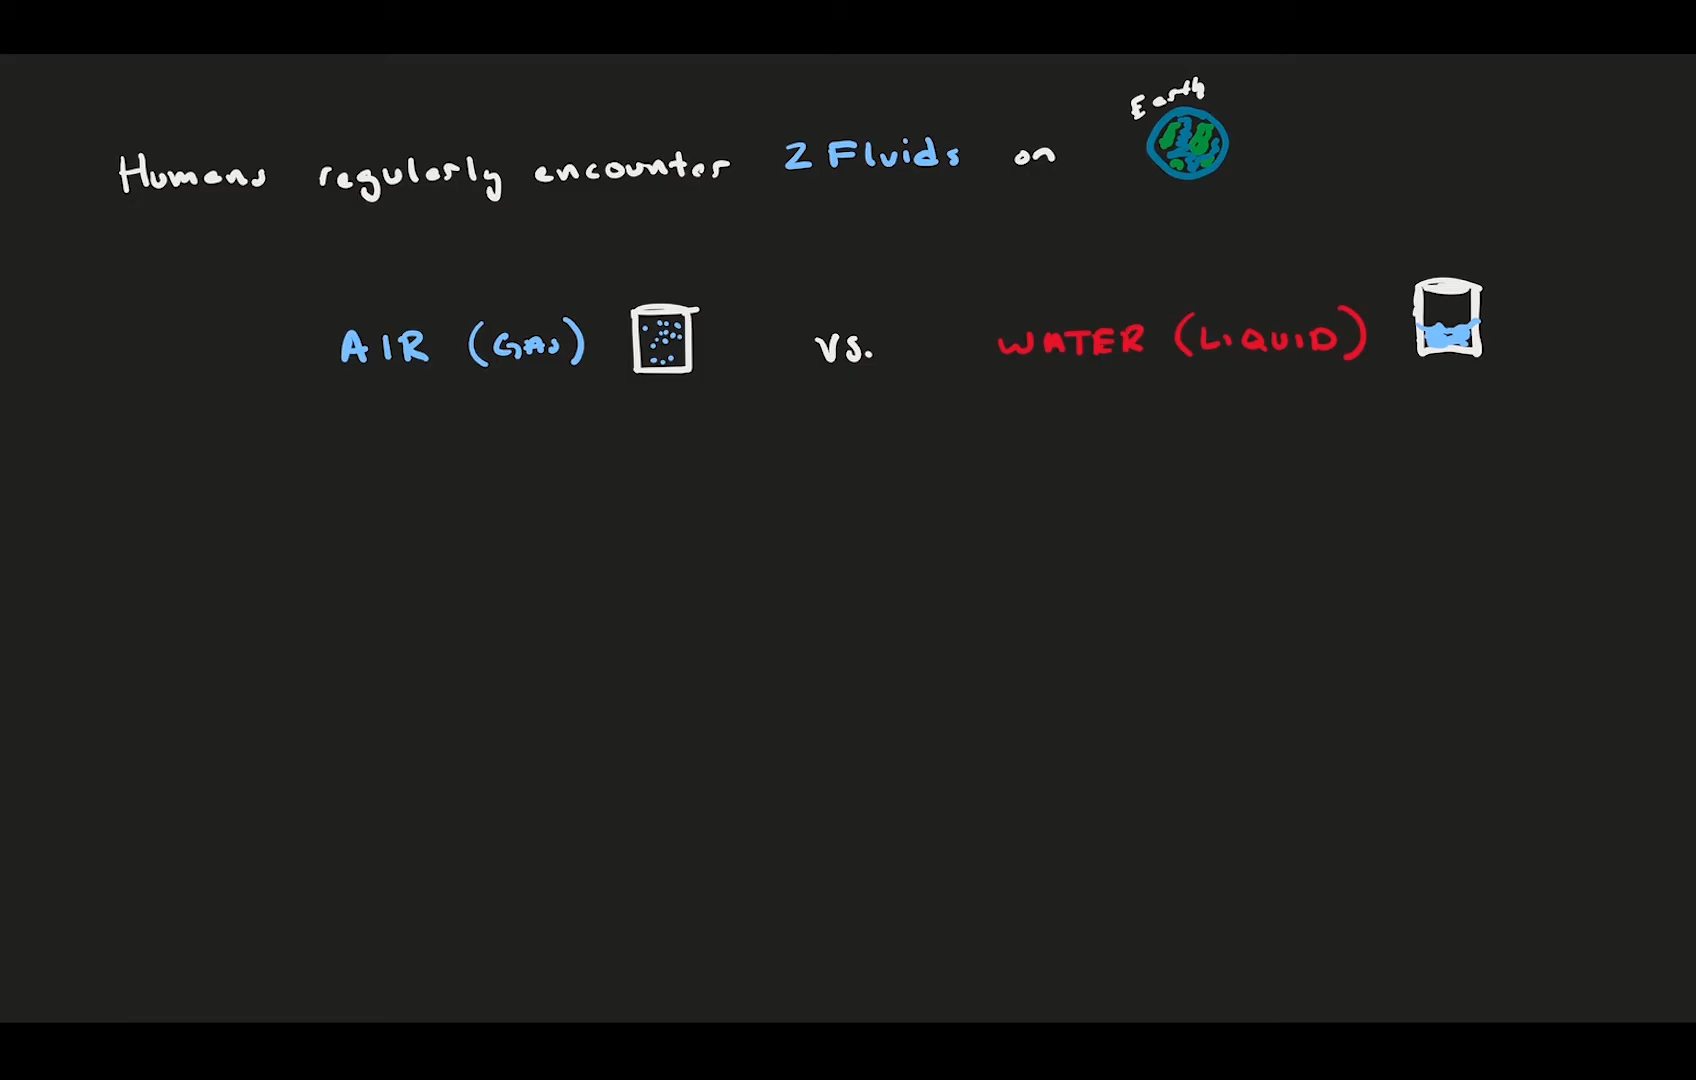 Earth
Humans regularly encounter 2 Fluids on
AIR (GAS) vs. WATER (LIQUID)